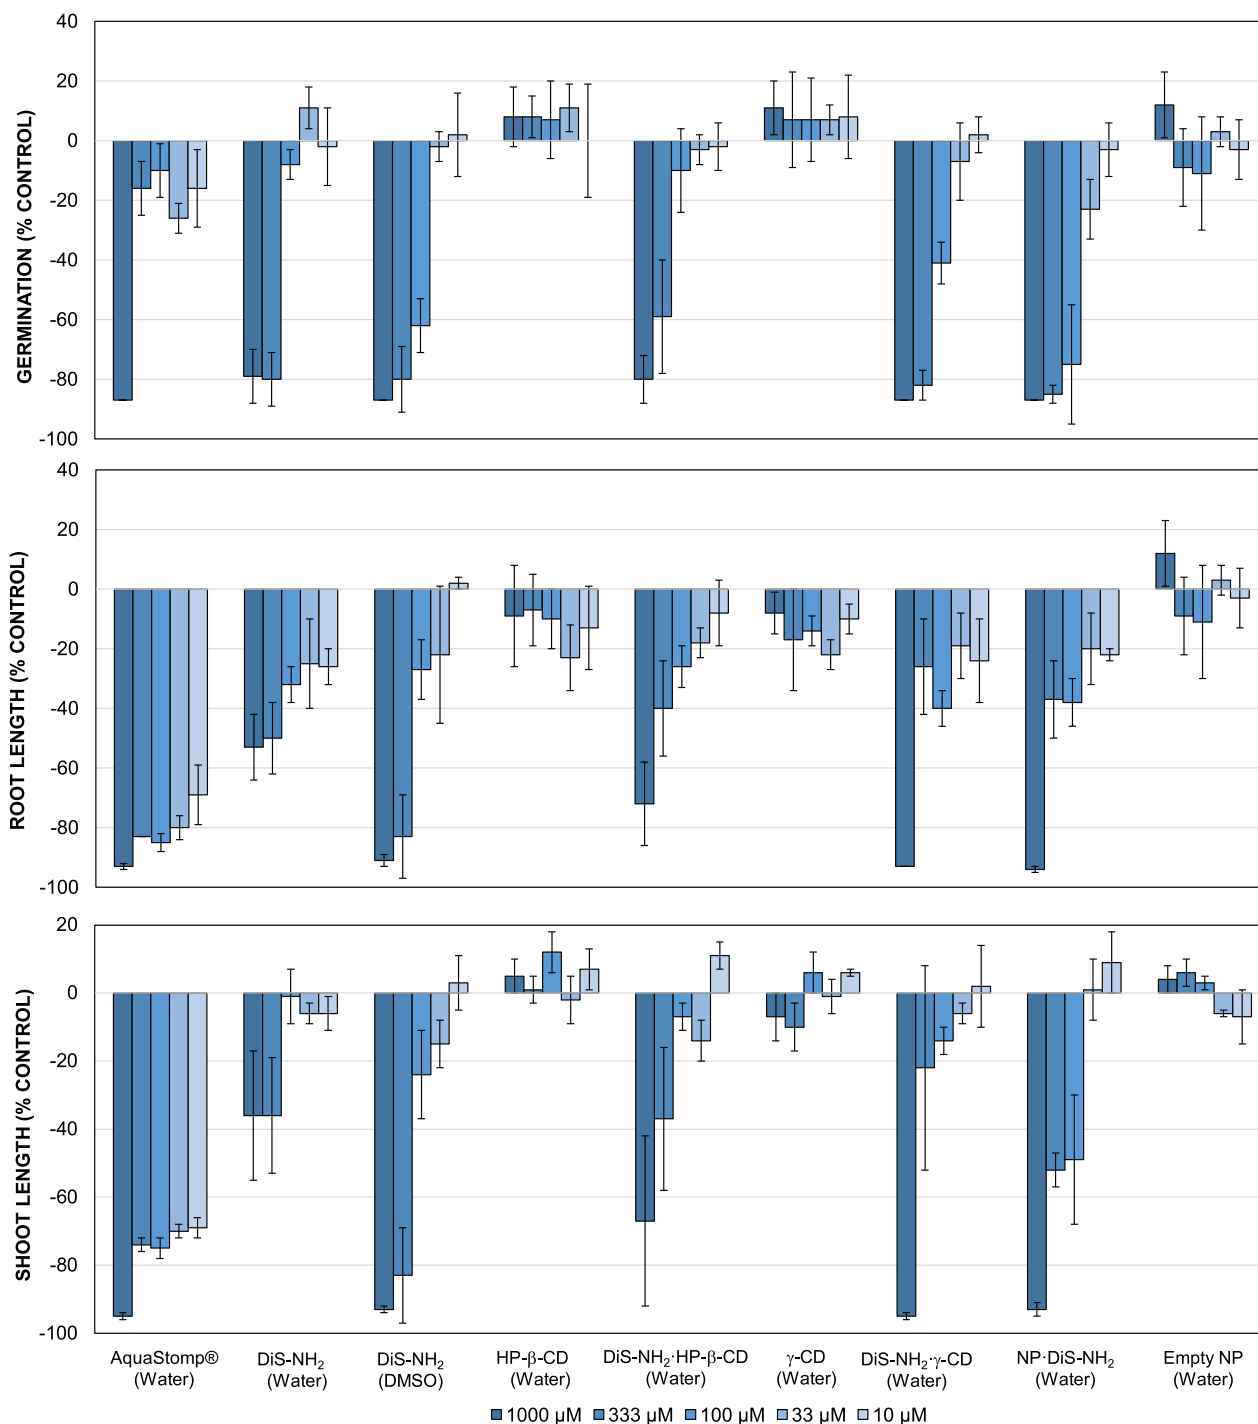 40
20
0
-20
-40
-60
-80
-100
GERMINATION (% CONTROL)
40
20
0
-20
-40
-60
-80
-100
ROOT LENGTH (% CONTROL)
20
0
-20
-40
-60
-80
-100
SHOOT LENGTH (% CONTROL)
AquaStomp®
(Water)
DiS-NH₂
(Water)
DiS-NH₂
(DMSO)
HP-β-CD
(Water)
DiS-NH₂·HP-β-CD
(Water)
γ-CD
(Water)
DiS-NH₂·γ-CD
(Water)
NP·DiS-NH₂
(Water)
Empty NP
(Water)
1000 μM 333 μM 100 μM 33 μM 10 μM